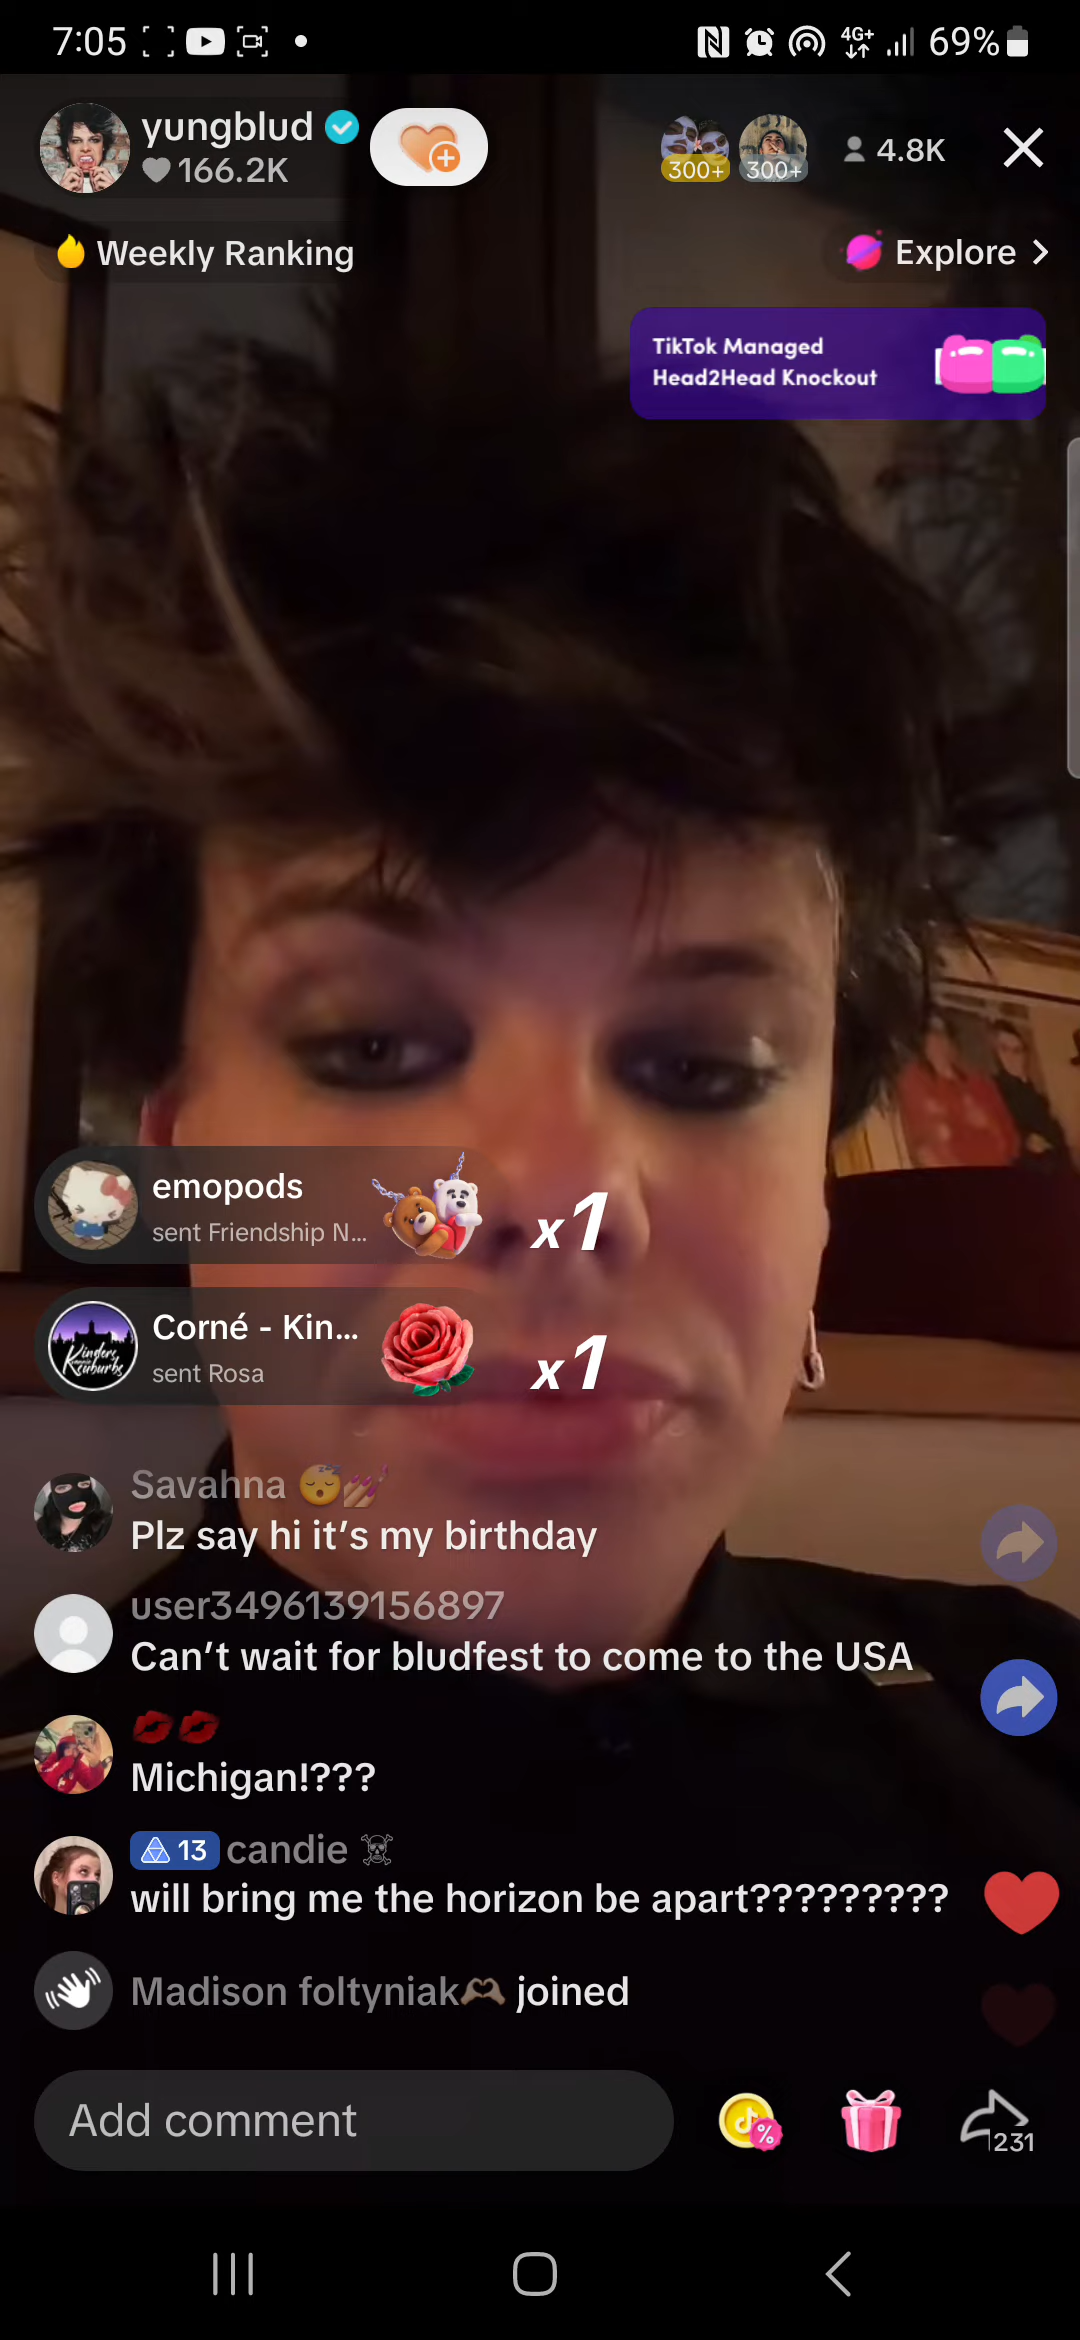 7:05
4G+
69%
yungblud
166.2K
300+
300+
4.8K
Weekly Ranking
Explore >
TikTok Managed
Head2Head Knockout
emopods
sent Friendship N...
x1
Kinders
suburbs
Corné - Kin...
sent Rosa
x1
Savahna 😴💅🏽
Plz say hi it's my birthday
user3496139156897
Can't wait for bludfest to come to the USA
💋💋
Michigan!???
13 candie ☠️
will bring me the horizon be apart?????????
Madison foltyniak🫶🏽 joined
Add comment
%
231